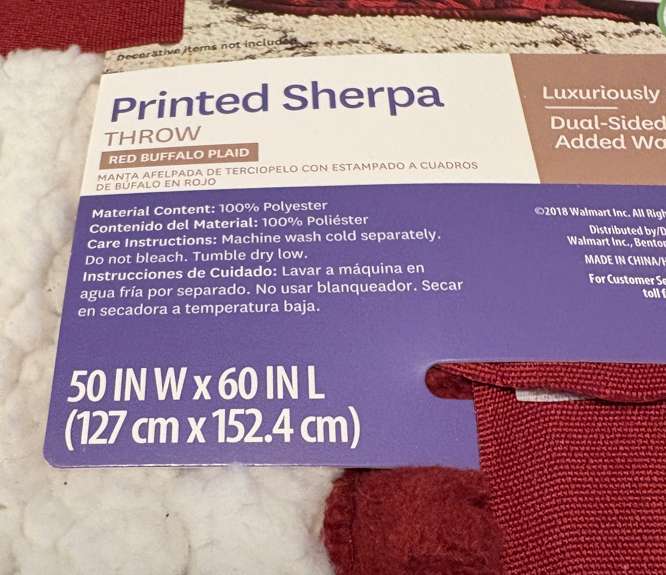 Decorative items not included
Printed Sherpa
THROW
RED BUFFALO PLAID
MANTA AFELPADA DE TERCIOPELO CON ESTAMPADO A CUADROS
DE BÚFALO EN ROJO
Material Content: 100% Polyester
Contenido del Material: 100% Poliéster
Care Instructions: Machine wash cold separately.
Do not bleach. Tumble dry low.
Instrucciones de Cuidado: Lavar a máquina en
agua fría por separado. No usar blanqueador. Secar
en secadora a temperatura baja.
50 IN W x 60 IN L
(127 cm x 152.4 cm)
Luxuriously
Dual-Sided
Added
©2018 Walmart Inc. All
Distributed by/
Walmart Inc.,
MADE IN CHINA/
For Customer
toll